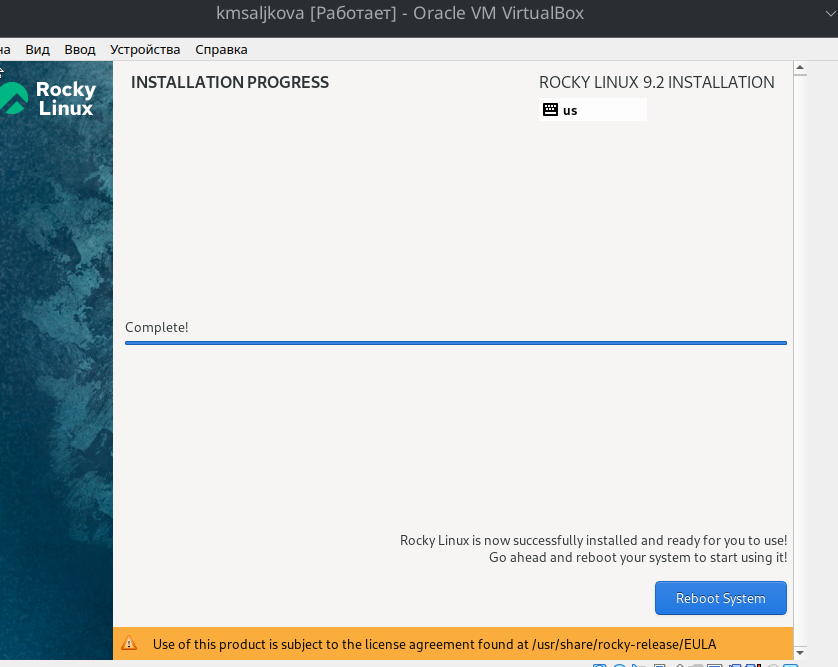 kmsaljkova [Работает] - Oracle VM VirtualBox
на Вид Ввод Устройства Справка
Rocky
Linux
INSTALLATION PROGRESS
ROCKY LINUX 9.2 INSTALLATION
us
Complete!
Rocky Linux is now successfully installed and ready for you to use!
Go ahead and reboot your system to start using it!
Reboot System
Use of this product is subject to the license agreement found at /usr/share/rocky-release/EULA